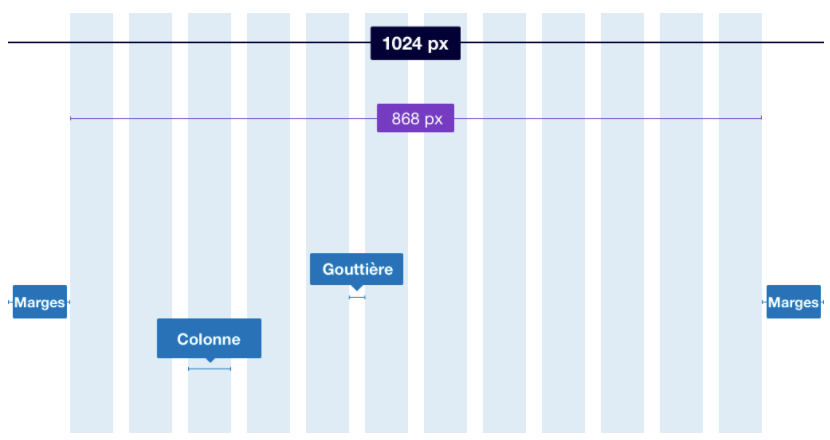 1024 px
868 px
Gouttière
Marges
Marges
Colonne